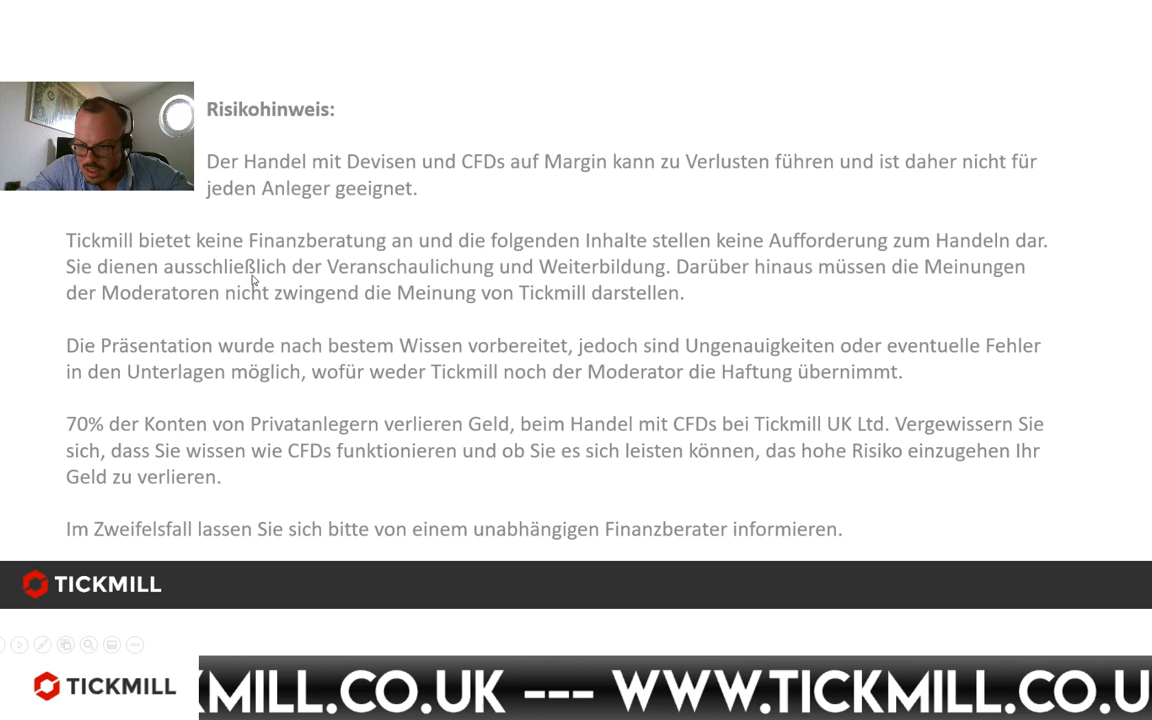 Risikohinweis:
Der Handel mit Devisen und CFDs auf Margin kann zu Verlusten führen und ist daher nicht für
jeden Anleger geeignet.
Tickmill bietet keine Finanzberatung an und die folgenden Inhalte stellen keine Aufforderung zum Handeln dar.
Sie dienen ausschließlich der Veranschaulichung und Weiterbildung. Darüber hinaus müssen die Meinungen
der Moderatoren nicht zwingend die Meinung von Tickmill darstellen.
Die Präsentation wurde nach bestem Wissen vorbereitet, jedoch sind Ungenauigkeiten oder eventuelle Fehler
in den Unterlagen möglich, wofür weder Tickmill noch der Moderator die Haftung übernimmt.
70% der Konten von Privatanlegern verlieren Geld, beim Handel mit CFDs bei Tickmill UK Ltd. Vergewissern Sie
sich, dass Sie wissen wie CFDs funktionieren und ob Sie es sich leisten können, das hohe Risiko einzugehen Ihr
Geld zu verlieren.
Im Zweifelsfall lassen Sie sich bitte von einem unabhängigen Finanzberater informieren.
TICKMILL
TICKMILL
KMILL.CO.UK --- WWW.TICKMILL.CO.U